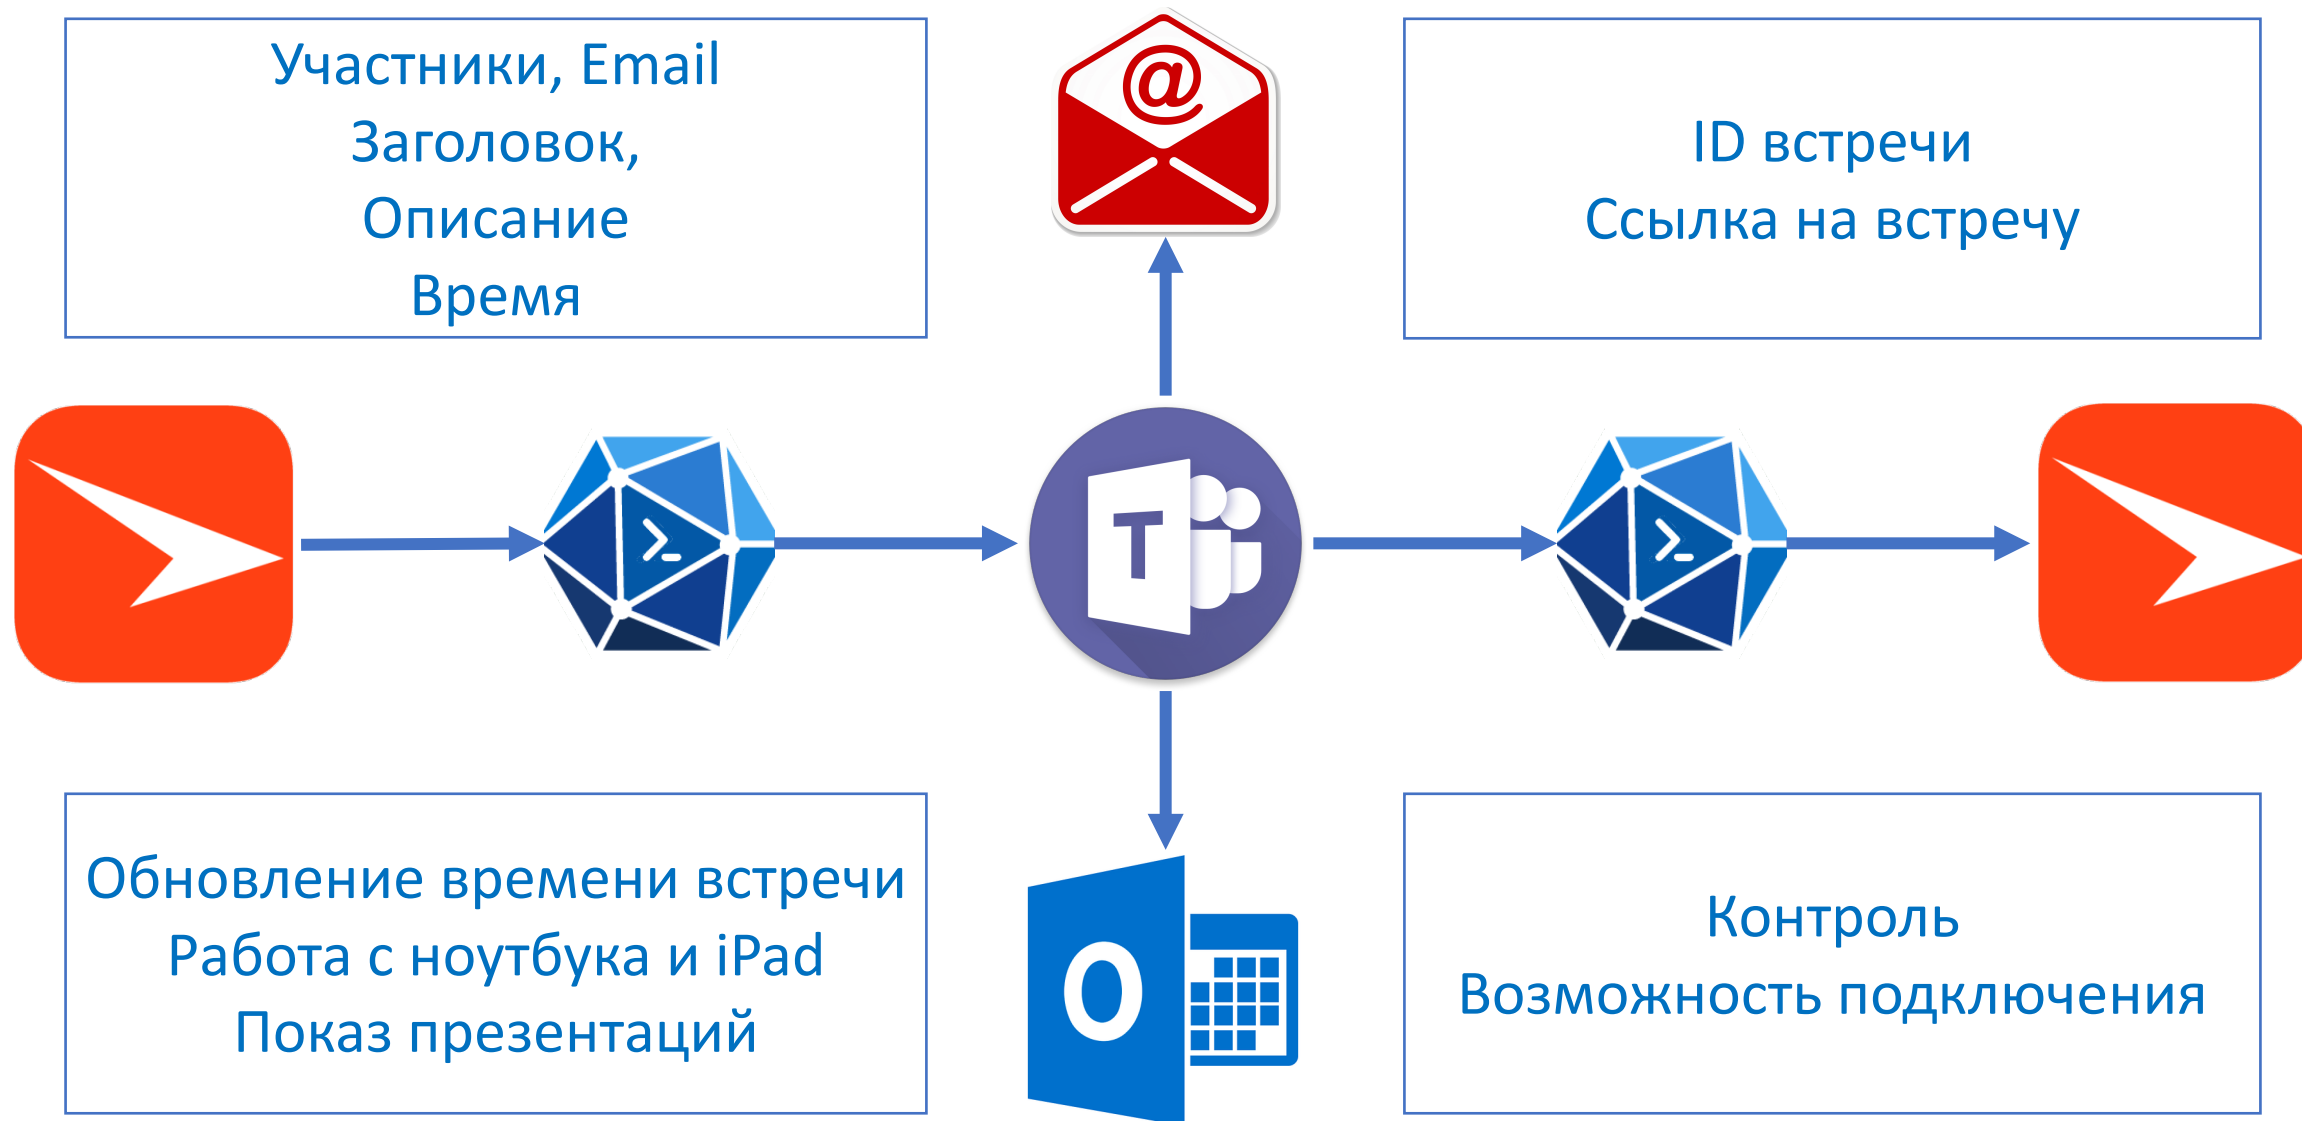 Участники, Email
Заголовок,
Описание
Время
@
ID встречи
Ссылка на встречу
T
Обновление времени встречи
Работа с ноутбука и iPad
Показ презентаций
O
Контроль
Возможность подключения